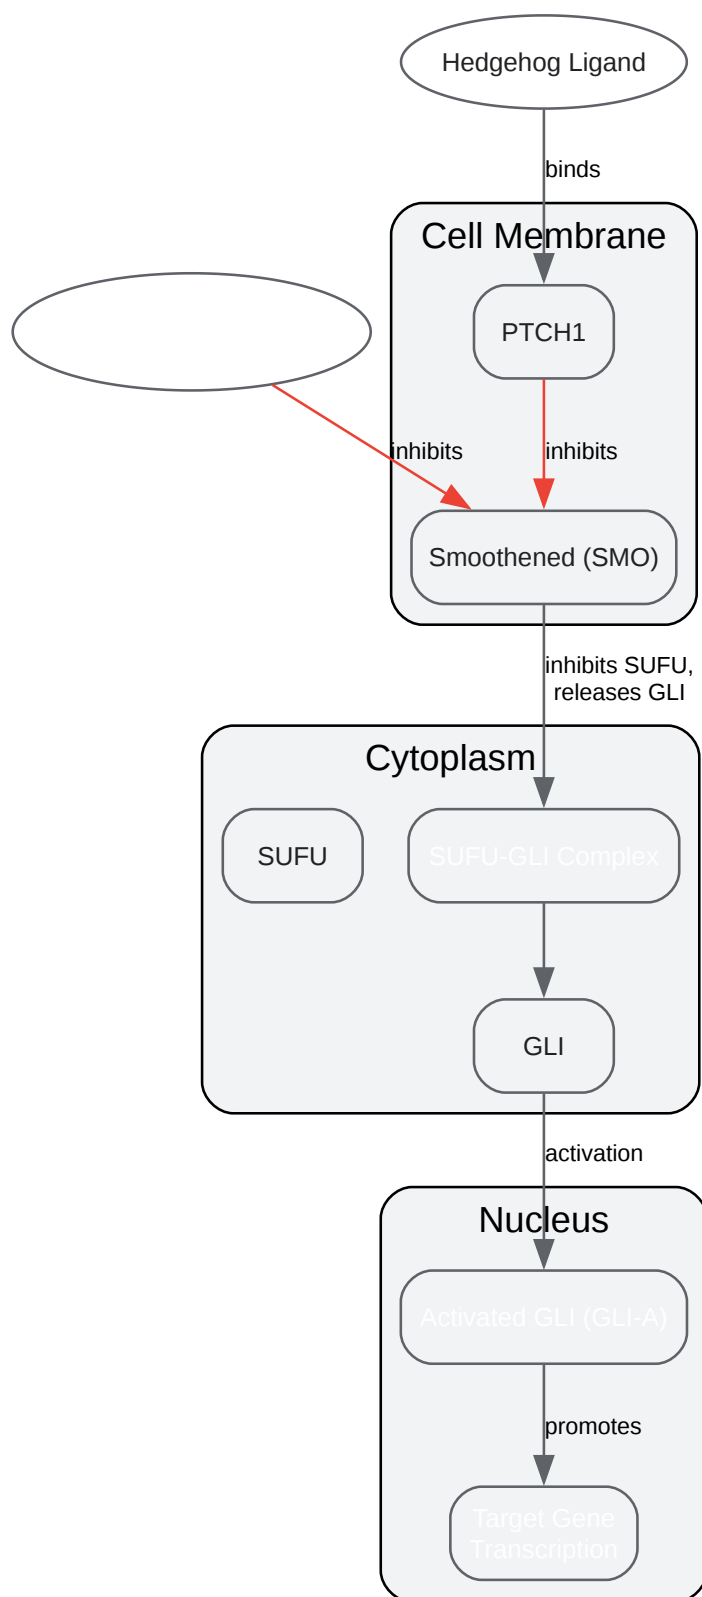 Hedgehog Ligand
binds
Cell Membrane
PTCH1
inhibits
inhibits
Smoothened (SMO)
inhibits SUFU,
releases GLI
Cytoplasm
SUFU
SUFU-GLI Complex
GLI
activation
Nucleus
Activated GLI (GLI-A)
promotes
Target Gene
Transcription